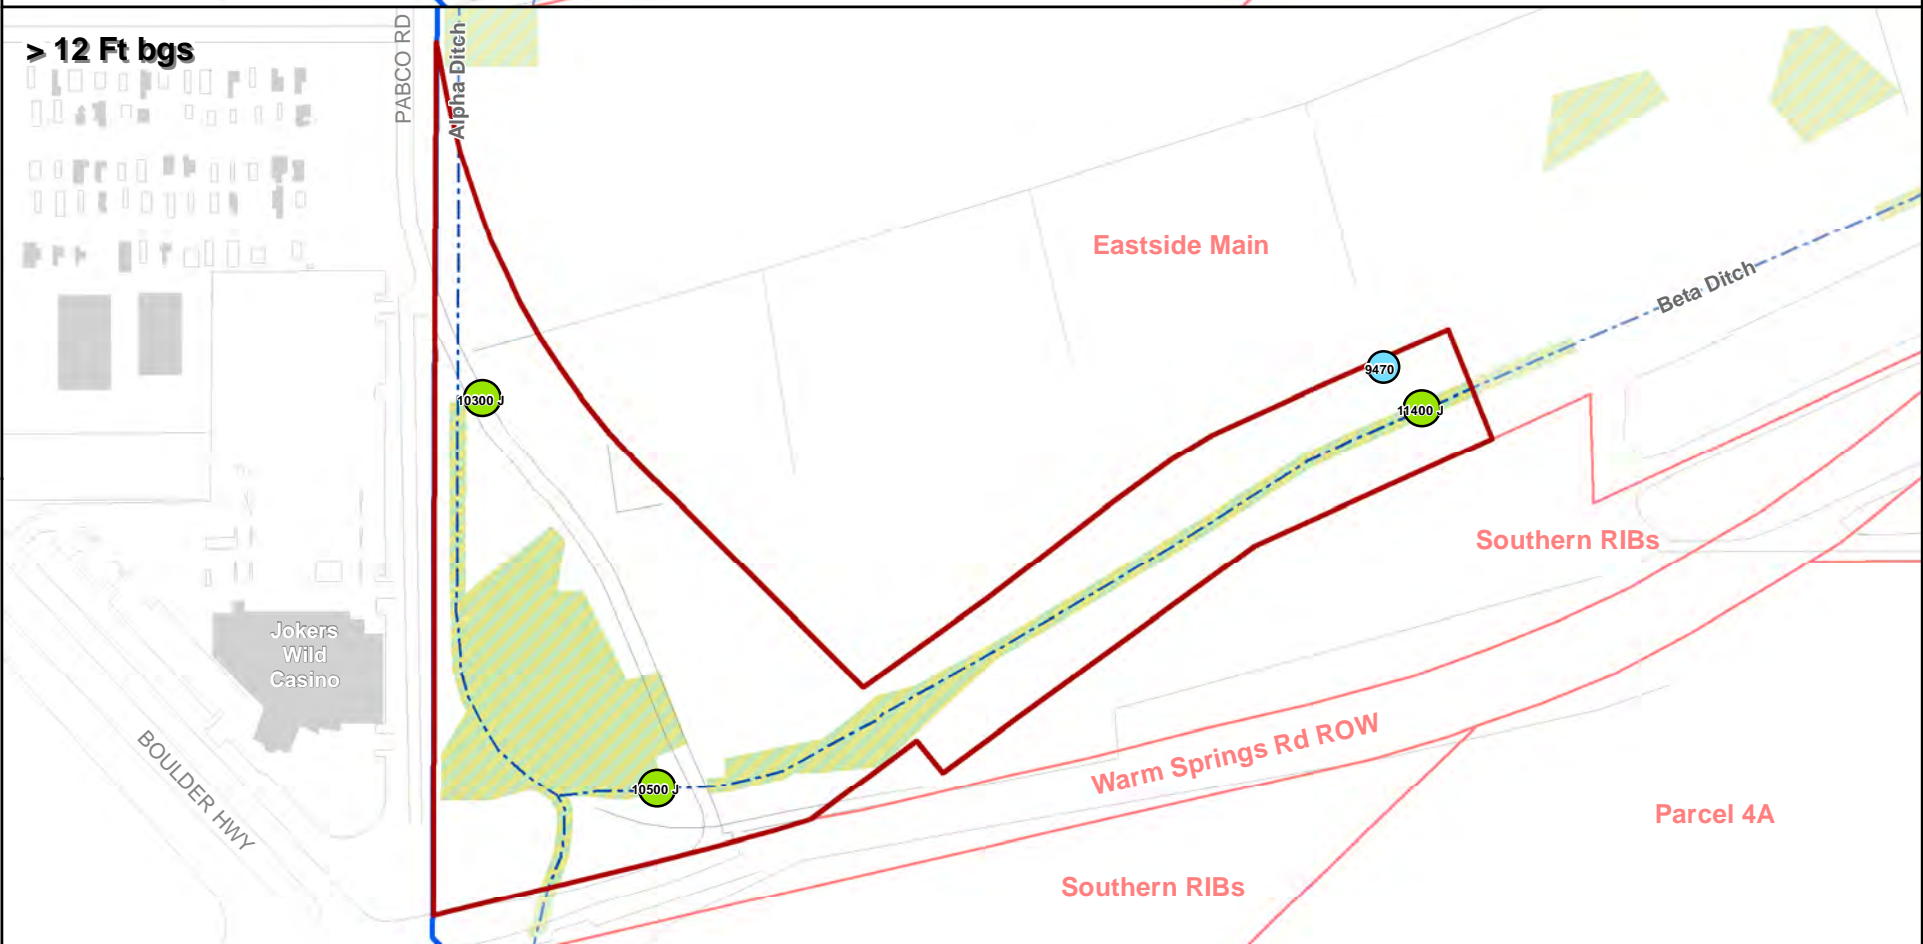 > 12 Ft bgs
PABCO RD
Alpha Ditch
Eastside Main
Beta Ditch
9470
10300 J
11400 J
Southern RIBs
Jokers
Wild
Casino
BOULDER HWY
Warm Springs Rd ROW
10500 J
Parcel 4A
Southern RIBs